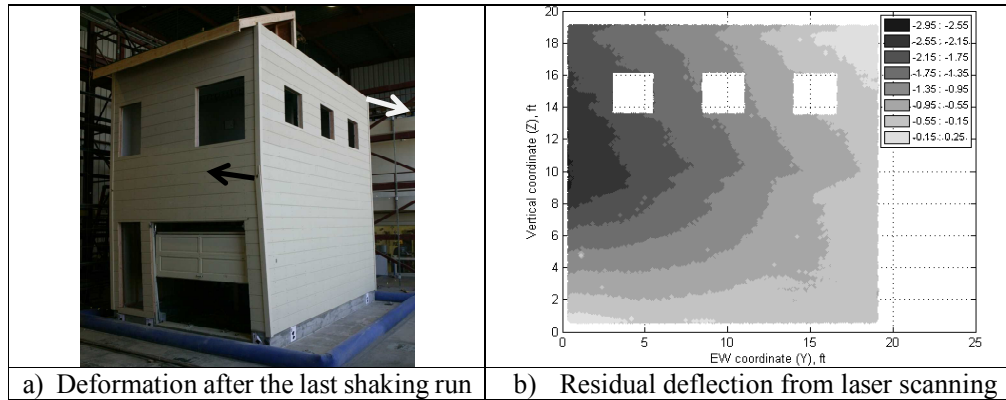 20
18
16
14
12
10
8
6
4
2
0
Vertical coordinate (Z), ft
0 5 10 15 20 25
EW coordinate (Y), ft
-2.95 : -2.55
-2.55 : -2.15
-2.15 : -1.75
-1.75 : -1.35
-1.35 : -0.95
-0.95 : -0.55
-0.55 : -0.15
-0.15 : 0.25
a) Deformation after the last shaking run
b) Residual deflection from laser scanning